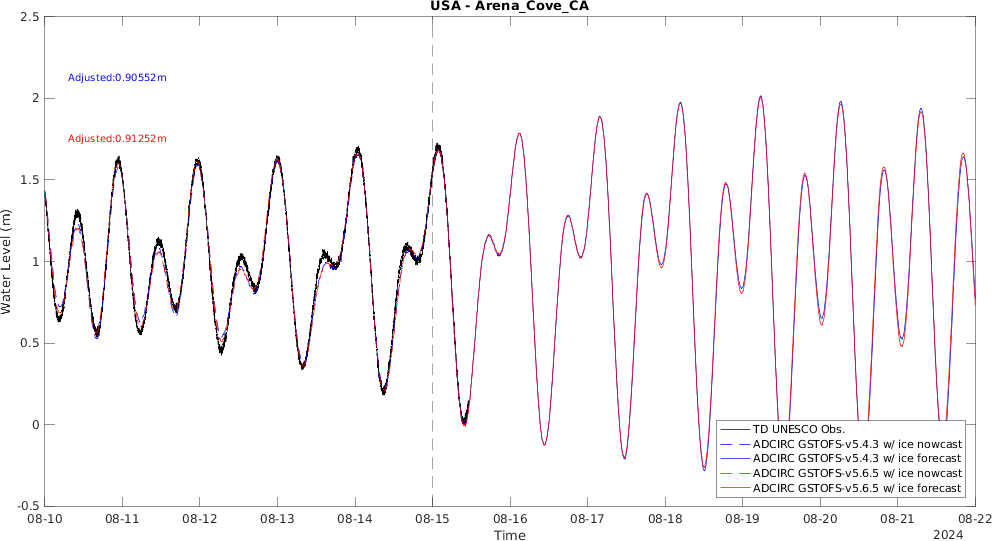 USA - Arena_Cove_CA
2.5
2
1.5
1
0.5
0
-0.5
Water Level (m)
Adjusted:0.90552m
Adjusted:0.91252m
TD UNESCO Obs.
ADCIRC GSTOFS-v5.4.3 w/ ice nowcast
ADCIRC GSTOFS-v5.4.3 w/ ice forecast
ADCIRC GSTOFS-v5.6.5 w/ ice nowcast
ADCIRC GSTOFS-v5.6.5 w/ ice forecast
08-10 08-11 08-12 08-13 08-14 08-15 08-16 08-17 08-18 08-19 08-20 08-21 08-22
Time
2024